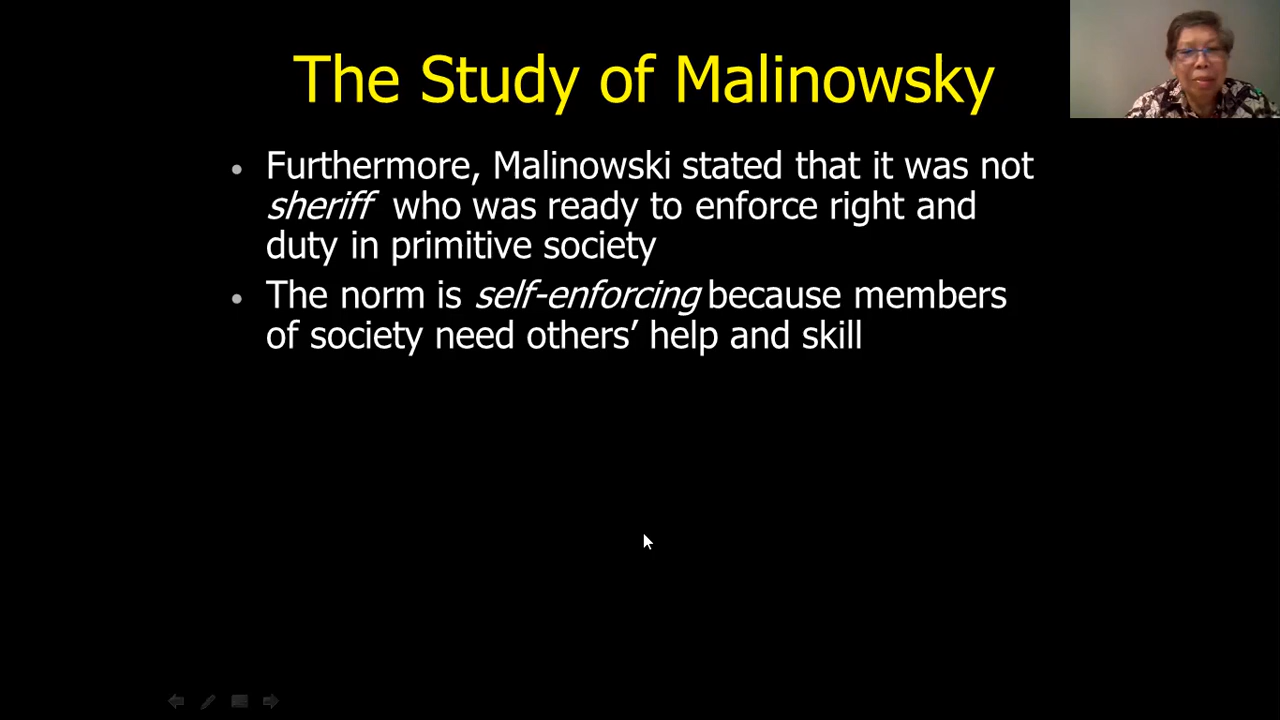 The Study of Malinowsky
• Furthermore, Malinowski stated that it was not
sheriff who was ready to enforce right and
duty in primitive society
• The norm is self-enforcing because members
of society need others’ help and skill